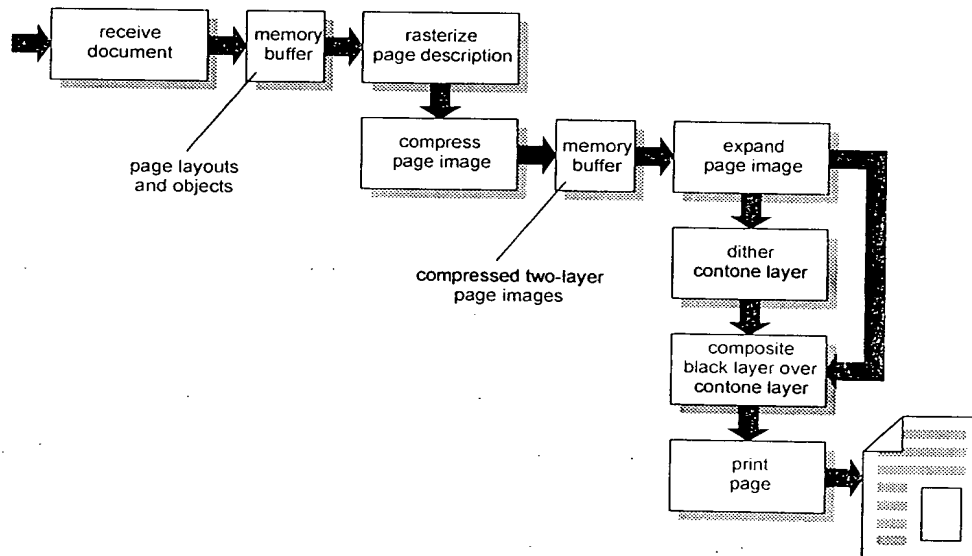 receive
document
memory
buffer
rasterize
page description
page layouts
and objects
compress
page image
memory
buffer
expand
page image
compressed two-layer
page images
dither
contone layer
composite
black layer over
contone layer
print
page